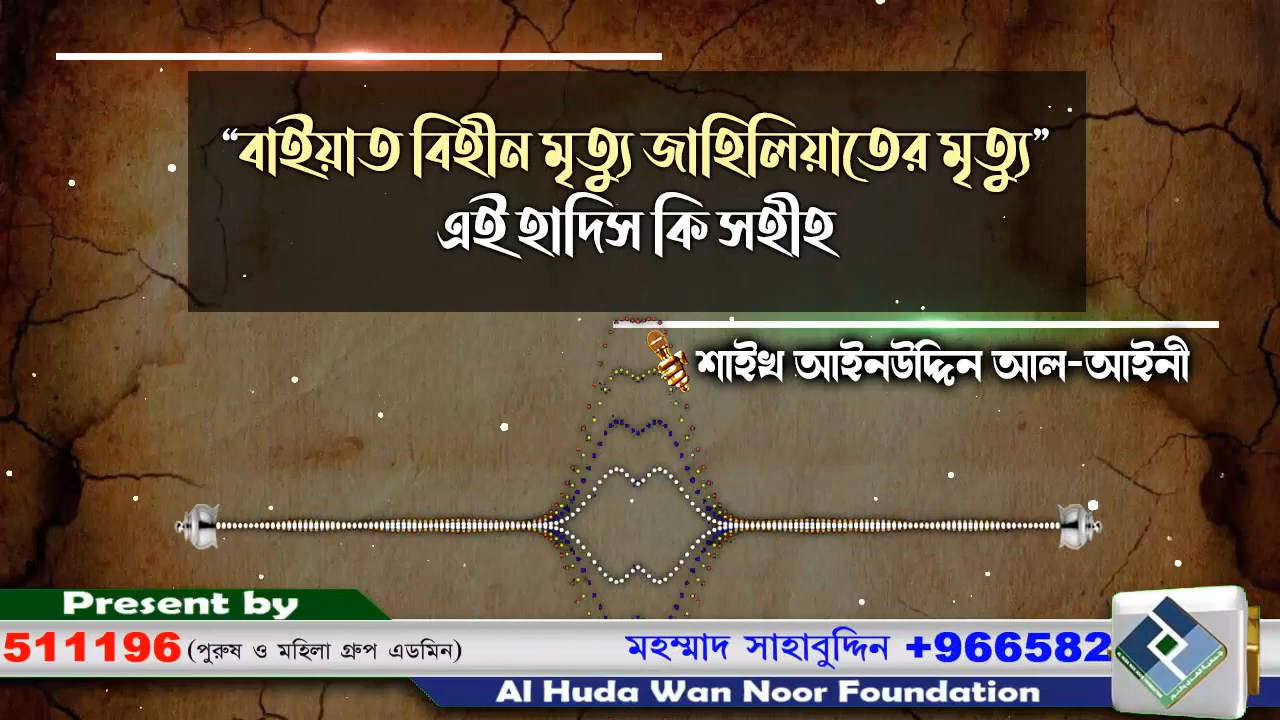 “বাইয়াত বিহীন মৃত্যু জাহিলিয়াতের মৃত্যু”
এই হাদিস কি সহীহ
শাইখ আইনউদ্দিন আল-আইনী
Present by
511196 (পুরুষ ও মহিলা গ্রুপ এডমিন) মহম্মাদ সাহাবুদ্দিন +966582
Al Huda Wan Noor Foundation